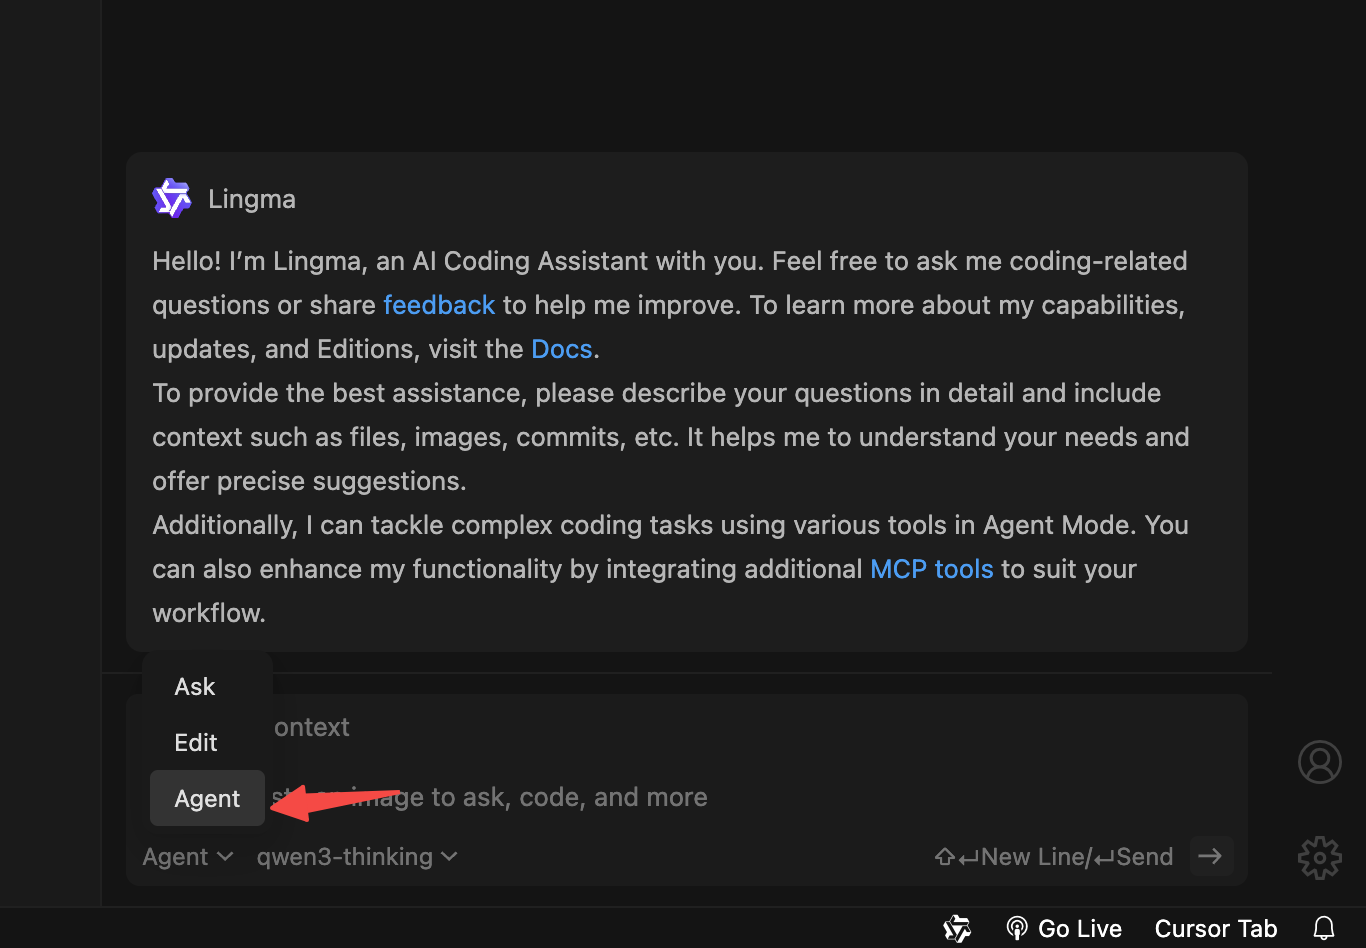 Lingma
Hello! I’m Lingma, an AI Coding Assistant with you. Feel free to ask me coding-related
questions or share feedback to help me improve. To learn more about my capabilities,
updates, and Editions, visit the Docs.
To provide the best assistance, please describe your questions in detail and include
context such as files, images, commits, etc. It helps me to understand your needs and
offer precise suggestions.
Additionally, I can tackle complex coding tasks using various tools in Agent Mode. You
can also enhance my functionality by integrating additional MCP tools to suit your
workflow.
Ask
ontext
Edit
Agent
image to ask, code, and more
Agent qwen3-thinking ⇧↵New Line/↵Send
Go Live Cursor Tab